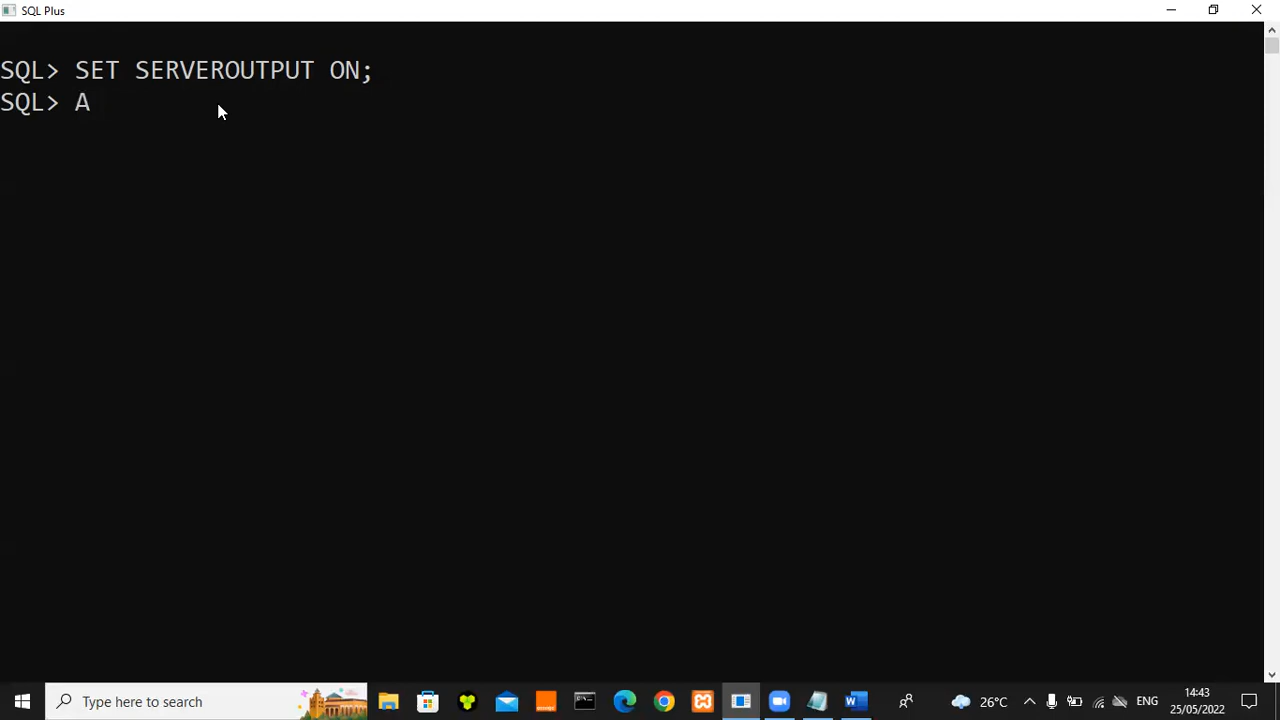 SQL Plus
SQL> SET SERVEROUTPUT ON;
SQL> A
Type here to search
26°C
ENG
14:43
25/05/2022